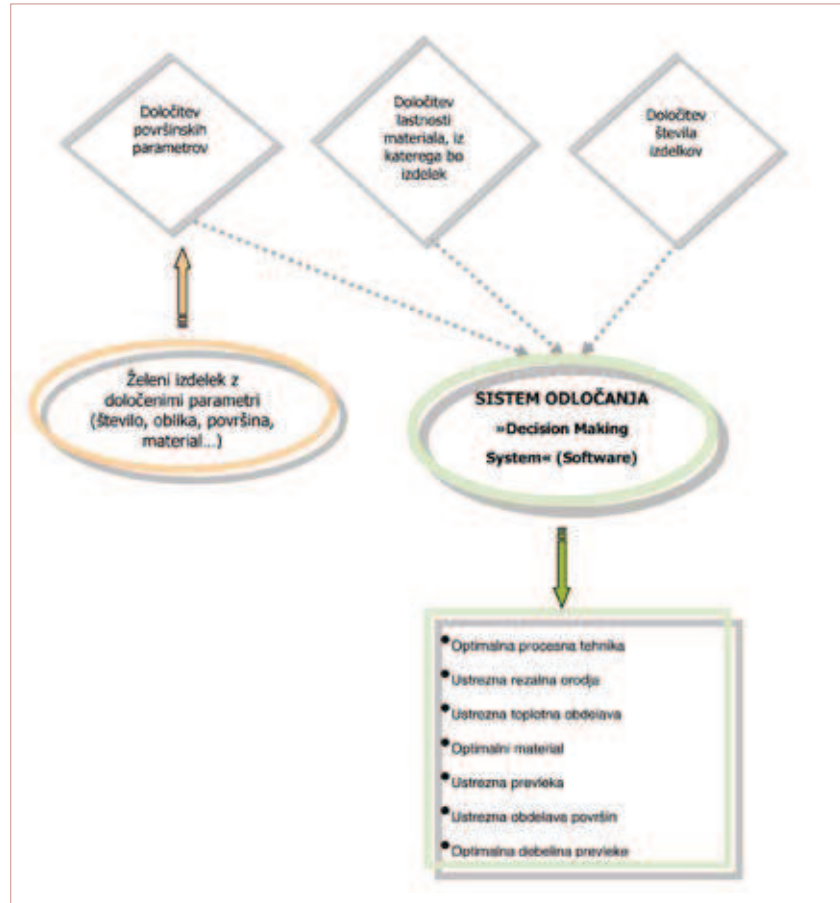 Določitev
površinskih
parametrov
Določitev
lastnosti
materiala, iz
katerega bo
izdelek
Določitev
števila
izdelkov
Želeni izdelek z
določenimi parametri
(število, oblika, površina,
material...)
SISTEM ODLOČANJA
»Decision Making
System« (Software)
•Optimalna procesna tehnika
•Ustrezna rezalna orodja
•Ustrezna toplotna obdelava
•Optimalni material
•Ustrezna prevleka
•Ustrezna obdelava površin
•Optimalna debelina prevleke